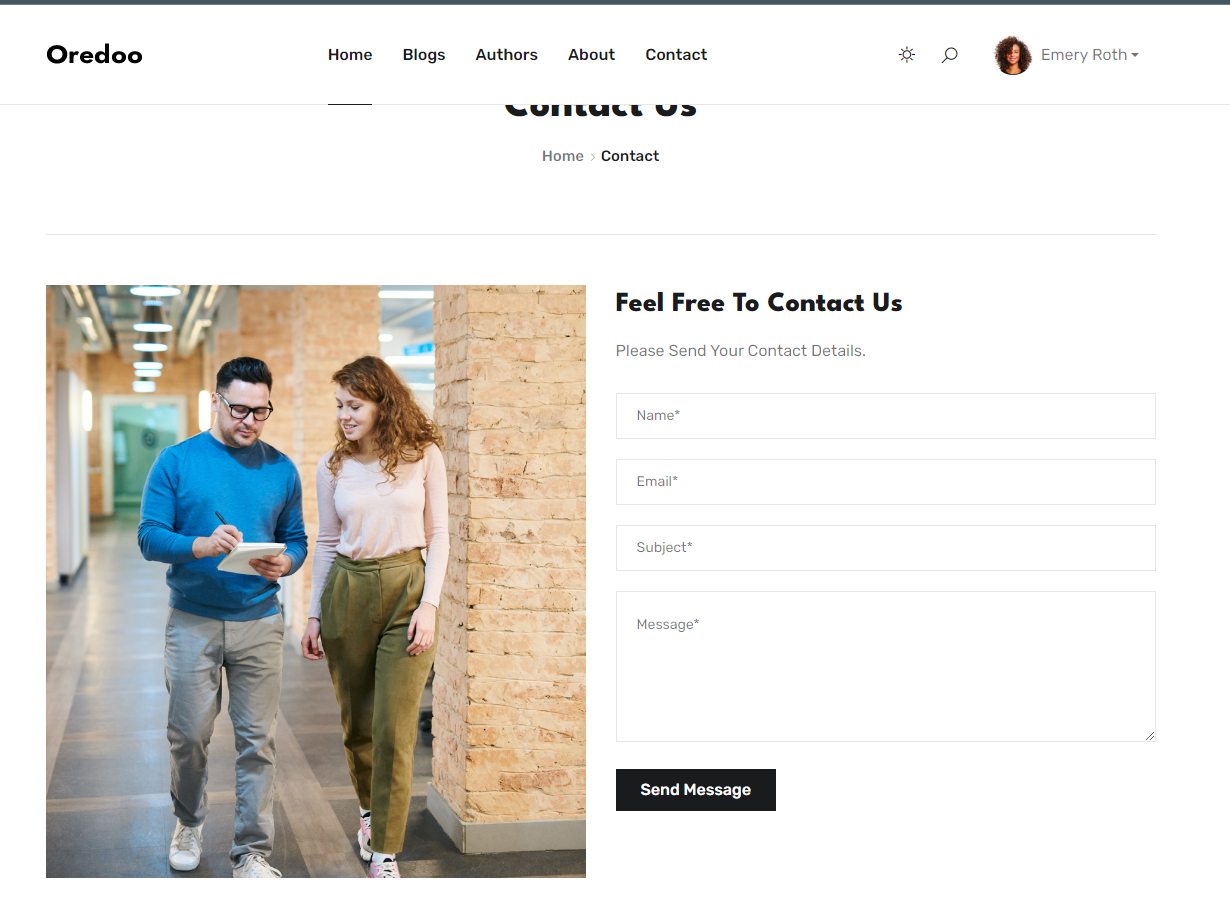 Oredoo
Home Blogs Authors About Contact
Emery Roth
Contact Us
Home > Contact
Feel Free To Contact Us
Please Send Your Contact Details.
Name*
Email*
Subject*
Message*
Send Message